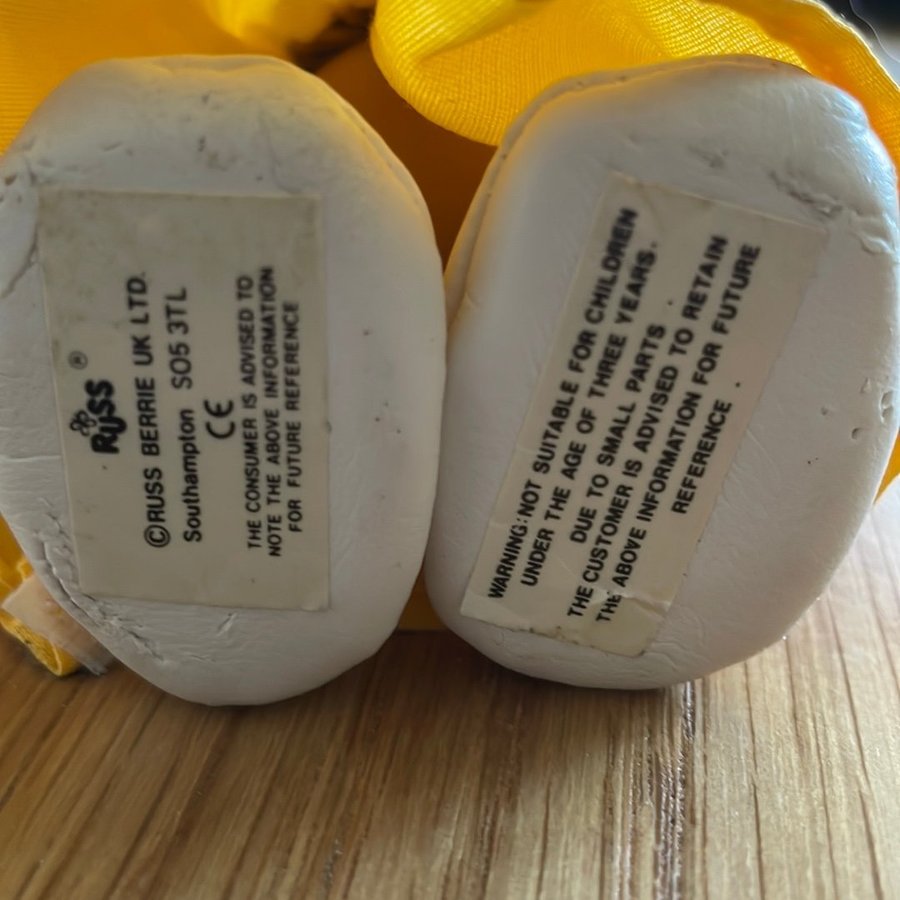 RUSS ®
©RUSS BERRIE UK LTD.
Southampton SO5 3TL
CE
THE CONSUMER IS ADVISED TO
NOTE THE ABOVE INFORMATION
FOR FUTURE REFERENCE
WARNING: NOT SUITABLE FOR CHILDREN
UNDER THE AGE OF THREE YEARS.
DUE TO SMALL PARTS
THE CUSTOMER IS ADVISED TO RETAIN
THE ABOVE INFORMATION FOR FUTURE
REFERENCE